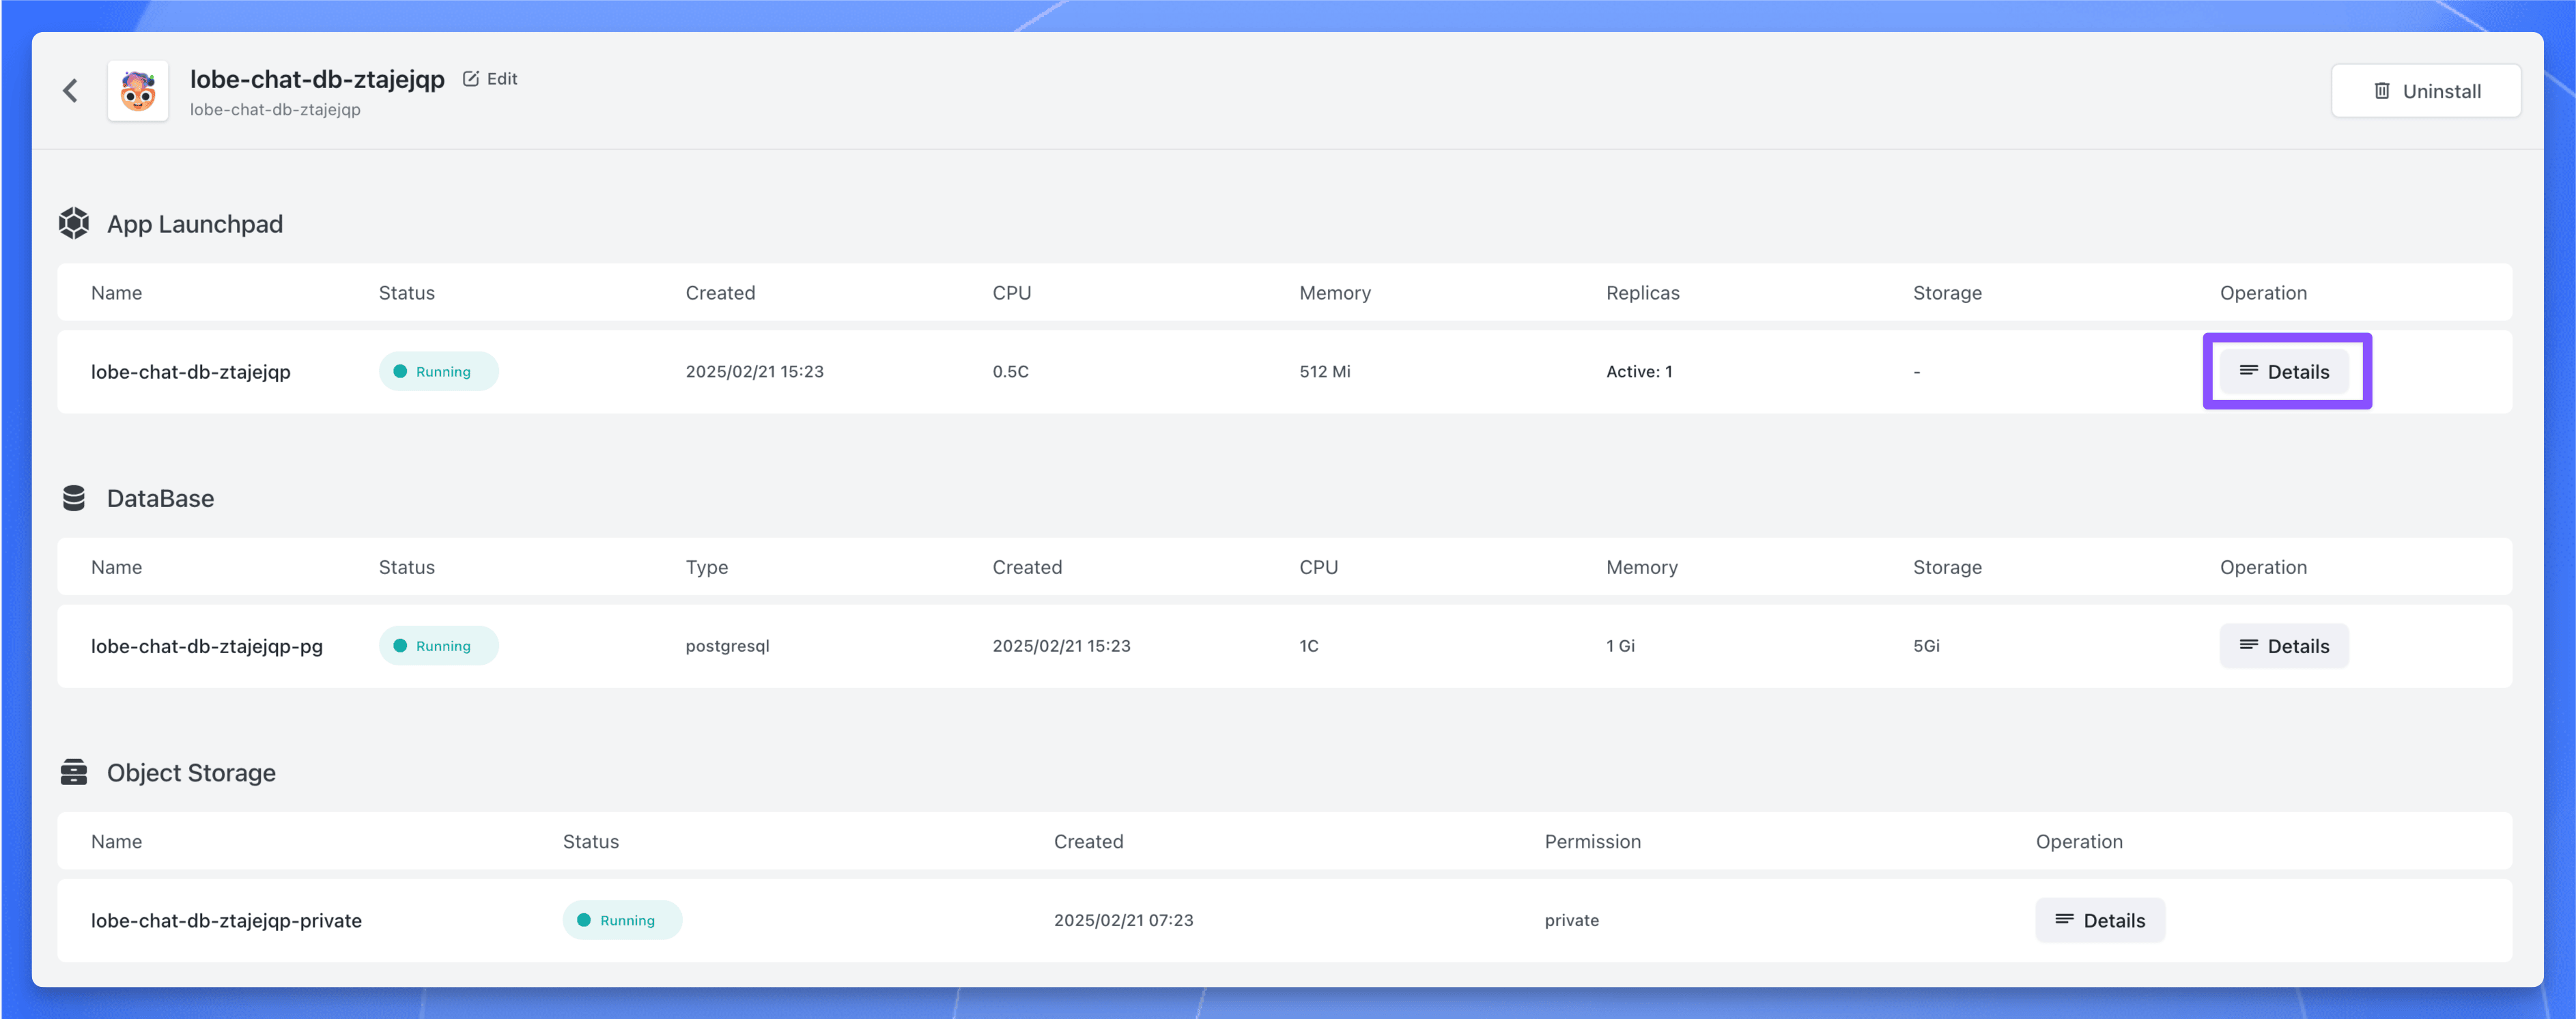 lobe-chat-db-ztajejqp Edit
lobe-chat-db-ztajejqp
Uninstall
App Launchpad
Name Status Created CPU Memory Replicas Storage Operation
lobe-chat-db-ztajejqp Running 2025/02/21 15:23 0.5C 512 Mi Active: 1 - Details
DataBase
Name Status Type Created CPU Memory Storage Operation
lobe-chat-db-ztajejqp-pg Running postgresql 2025/02/21 15:23 1C 1 Gi 5Gi Details
Object Storage
Name Status Created Permission Operation
lobe-chat-db-ztajejqp-private Running 2025/02/21 07:23 private Details